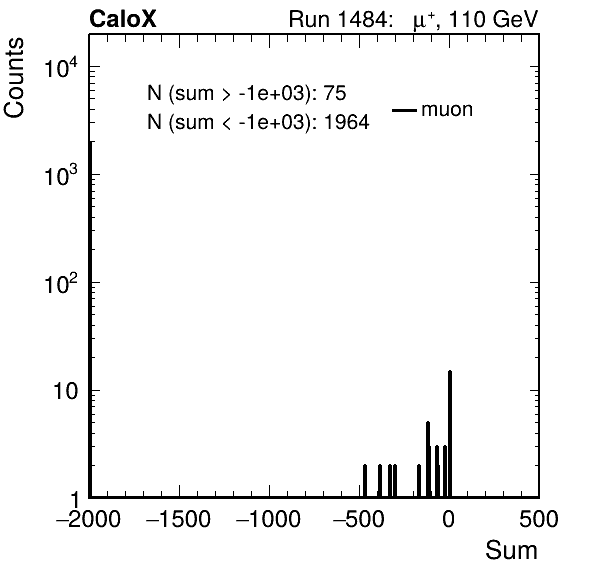 CaloX Run 1484: μ⁺, 110 GeV
Counts
N (sum > -1e+03): 75
N (sum < -1e+03): 1964
muon
10⁴
10³
10²
10
1
−2000 −1500 −1000 −500 0 500
Sum